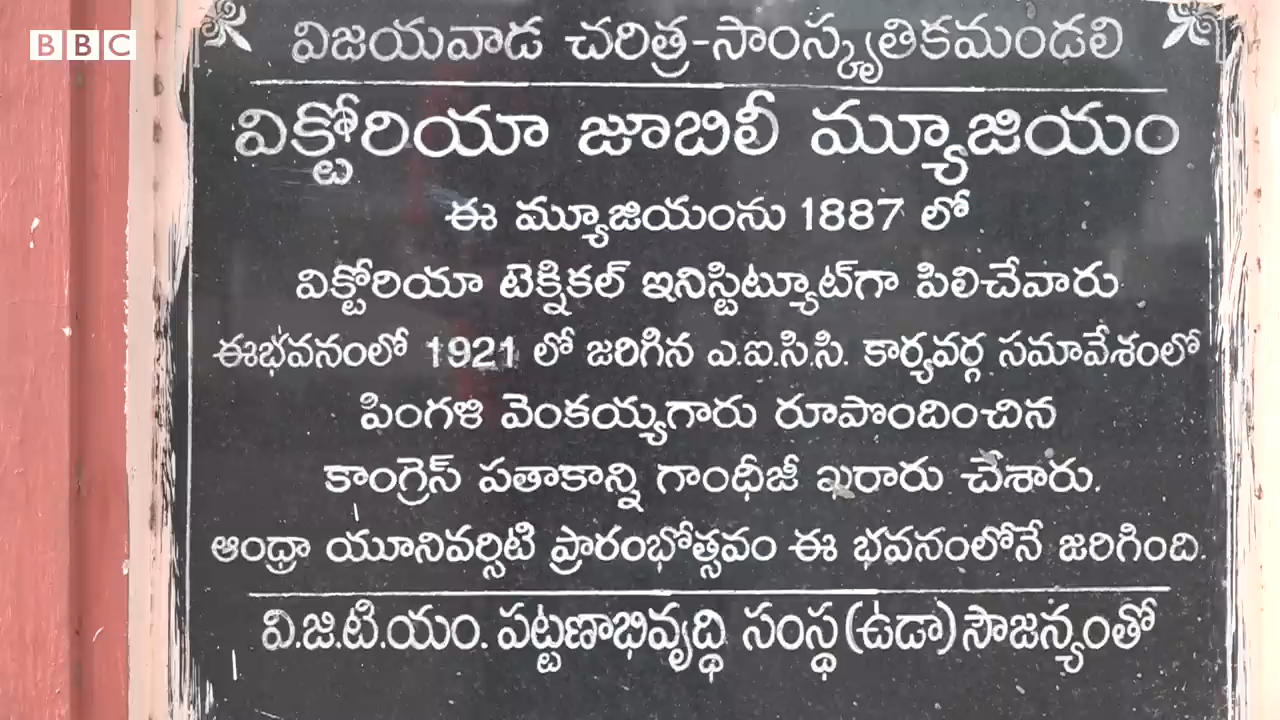 BBC
విజయవాడ చరిత్ర-సాంస్కృతికమండలి
విక్టోరియా జూబిలీ మ్యూజియం
ఈ మ్యూజియంను 1887 లో
విక్టోరియా టెక్నికల్ ఇనిస్టిట్యూట్‌గా పిలిచేవారు
ఈభవనంలో 1921 లో జరిగిన ఎ.ఐ.సి.సి. కార్యవర్గ సమావేశంలో
పింగళి వెంకయ్యగారు రూపొందించిన
కాంగ్రెస్ పతాకాన్ని గాంధీజీ ఖరారు చేశారు.
ఆంధ్రా యూనివర్సిటి ప్రారంభోత్సవం ఈ భవనంలోనే జరిగింది.
వి.జి.టి.యం. పట్టణాభివృద్ధి సంస్థ(ఉడా) సౌజన్యంతో